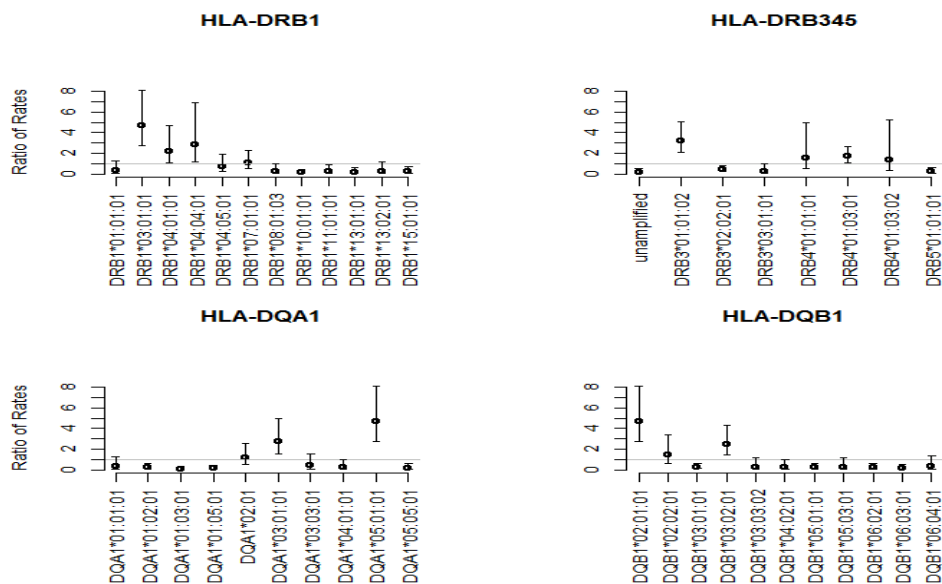 HLA-DRB1
Ratio of Rates
8
6
4
2
0
DRB1*01:01:01
DRB1*03:01:01
DRB1*04:01:01
DRB1*04:04:01
DRB1*04:05:01
DRB1*07:01:01
DRB1*08:01:03
DRB1*10:01:01
DRB1*11:01:01
DRB1*13:01:01
DRB1*13:02:01
DRB1*15:01:01
HLA-DRB345
8
6
4
2
0
unamplified
DRB3*01:01:02
DRB3*02:02:01
DRB3*03:01:01
DRB4*01:01:01
DRB4*01:03:01
DRB4*01:03:02
DRB5*01:01:01
HLA-DQA1
Ratio of Rates
8
6
4
2
0
DQA1*01:01:01
DQA1*01:02:01
DQA1*01:03:01
DQA1*01:05:01
DQA1*02:01
DQA1*03:01:01
DQA1*03:03:01
DQA1*04:01:01
DQA1*05:01:01
DQA1*05:05:01
HLA-DQB1
8
6
4
2
0
DQB1*02:01:01
DQB1*02:02:01
DQB1*03:01:01
DQB1*03:02:01
DQB1*03:03:02
DQB1*04:02:01
DQB1*05:01:01
DQB1*05:03:01
DQB1*06:02:01
DQB1*06:03:01
DQB1*06:04:01